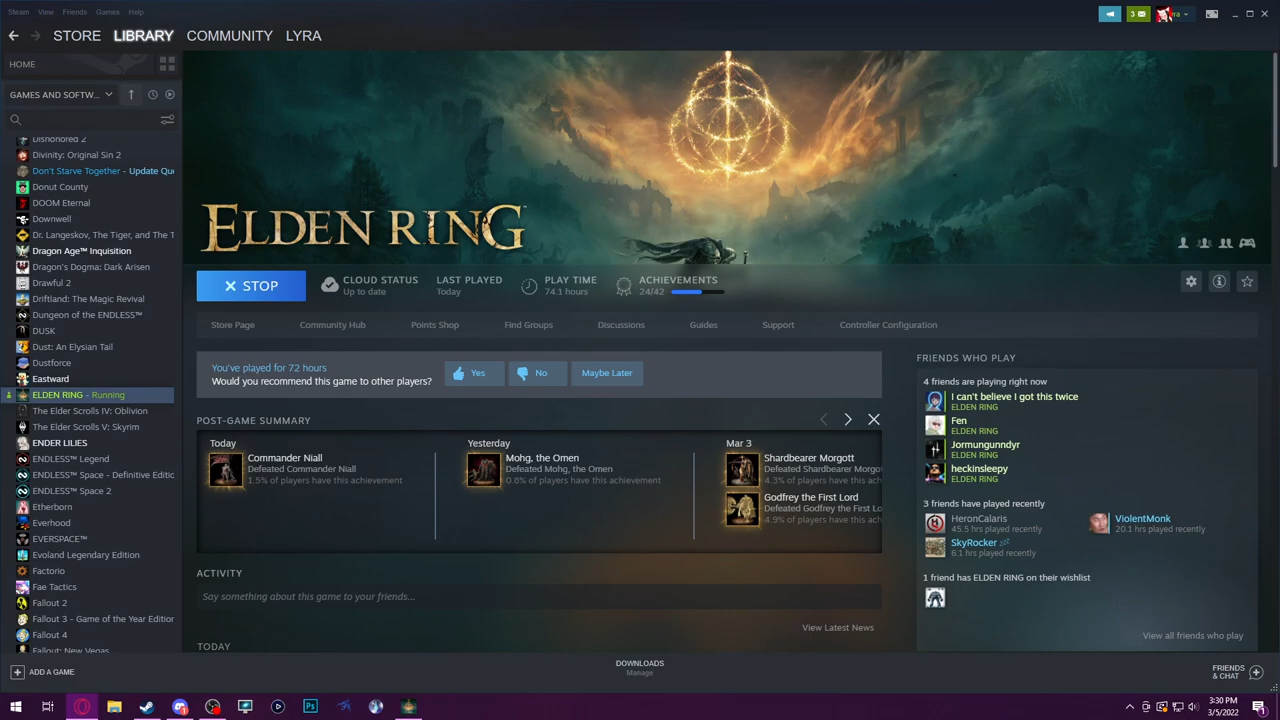 Steam View Friends Games Help
3
STORE LIBRARY COMMUNITY LYRA
HOME
GAMES AND SOFTW...
Dishonored 2
Divinity: Original Sin 2
Don't Starve Together - Update Que
Donut County
DOOM Eternal
Downwell
Dr. Langeskov, The Tiger, and The T
Dragon Age™ Inquisition
Dragon's Dogma: Dark Arisen
Drawful 2
Driftland: The Magic Revival
Dungeon of the ENDLESS™
DUSK
Dust: An Elysian Tail
Dustforce
Eastward
ELDEN RING - Running
The Elder Scrolls IV: Oblivion
The Elder Scrolls V: Skyrim
ENDER LILIES
ENDLESS™ Legend
ENDLESS™ Space - Definitive Edition
ENDLESS™ Space 2
Etherborn
Everhood
EVERSPACE™
Evoland Legendary Edition
Factorio
Fae Tactics
Fallout 2
Fallout 3 - Game of the Year Edition
Fallout 4
Fallout: New Vegas
ADD A GAME
ELDEN RING™
STOP
CLOUD STATUS
Up to date
LAST PLAYED
Today
PLAY TIME
74.1 hours
ACHIEVEMENTS
24/42
Store Page Community Hub Points Shop Find Groups Discussions Guides Support Controller Configuration
You've played for 72 hours
Would you recommend this game to other players?
Yes No Maybe Later
POST-GAME SUMMARY
Today
Commander Niall
Defeated Commander Niall
1.5% of players have this achievement
Yesterday
Mohg, the Omen
Defeated Mohg, the Omen
0.8% of players have this achievement
Mar 3
Shardbearer Morgott
Defeated Shardbearer Morgot
4.3% of players have this ach
Godfrey the First Lord
Defeated Godfrey the First Lo
4.9% of players have this ach
ACTIVITY
Say something about this game to your friends...
View Latest News
TODAY
FRIENDS WHO PLAY
4 friends are playing right now
I can't believe I got this twice
ELDEN RING
Fen
ELDEN RING
Jormungunndyr
ELDEN RING
heckinsleepy
ELDEN RING
3 friends have played recently
HeronCalaris
45.5 hrs played recently
ViolentMonk
20.1 hrs played recently
SkyRocker zzz
6.1 hrs played recently
1 friend has ELDEN RING on their wishlist
View all friends who play
DOWNLOADS
Manage
FRIENDS
& CHAT
Ps
3:30 PM
3/5/2022
1